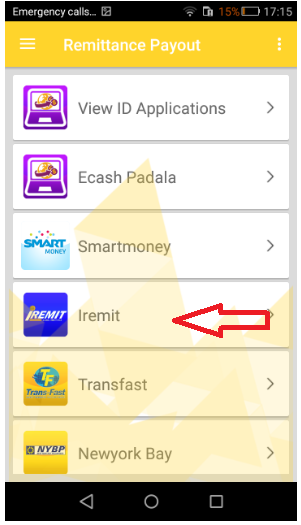 Emergency calls... 15% 17:15
Remittance Payout
View ID Applications
Ecash Padala
SMART
MONEY
Smartmoney
IREMIT
Iremit
TF
Trans-Fast
Transfast
NYBP
Newyork Bay